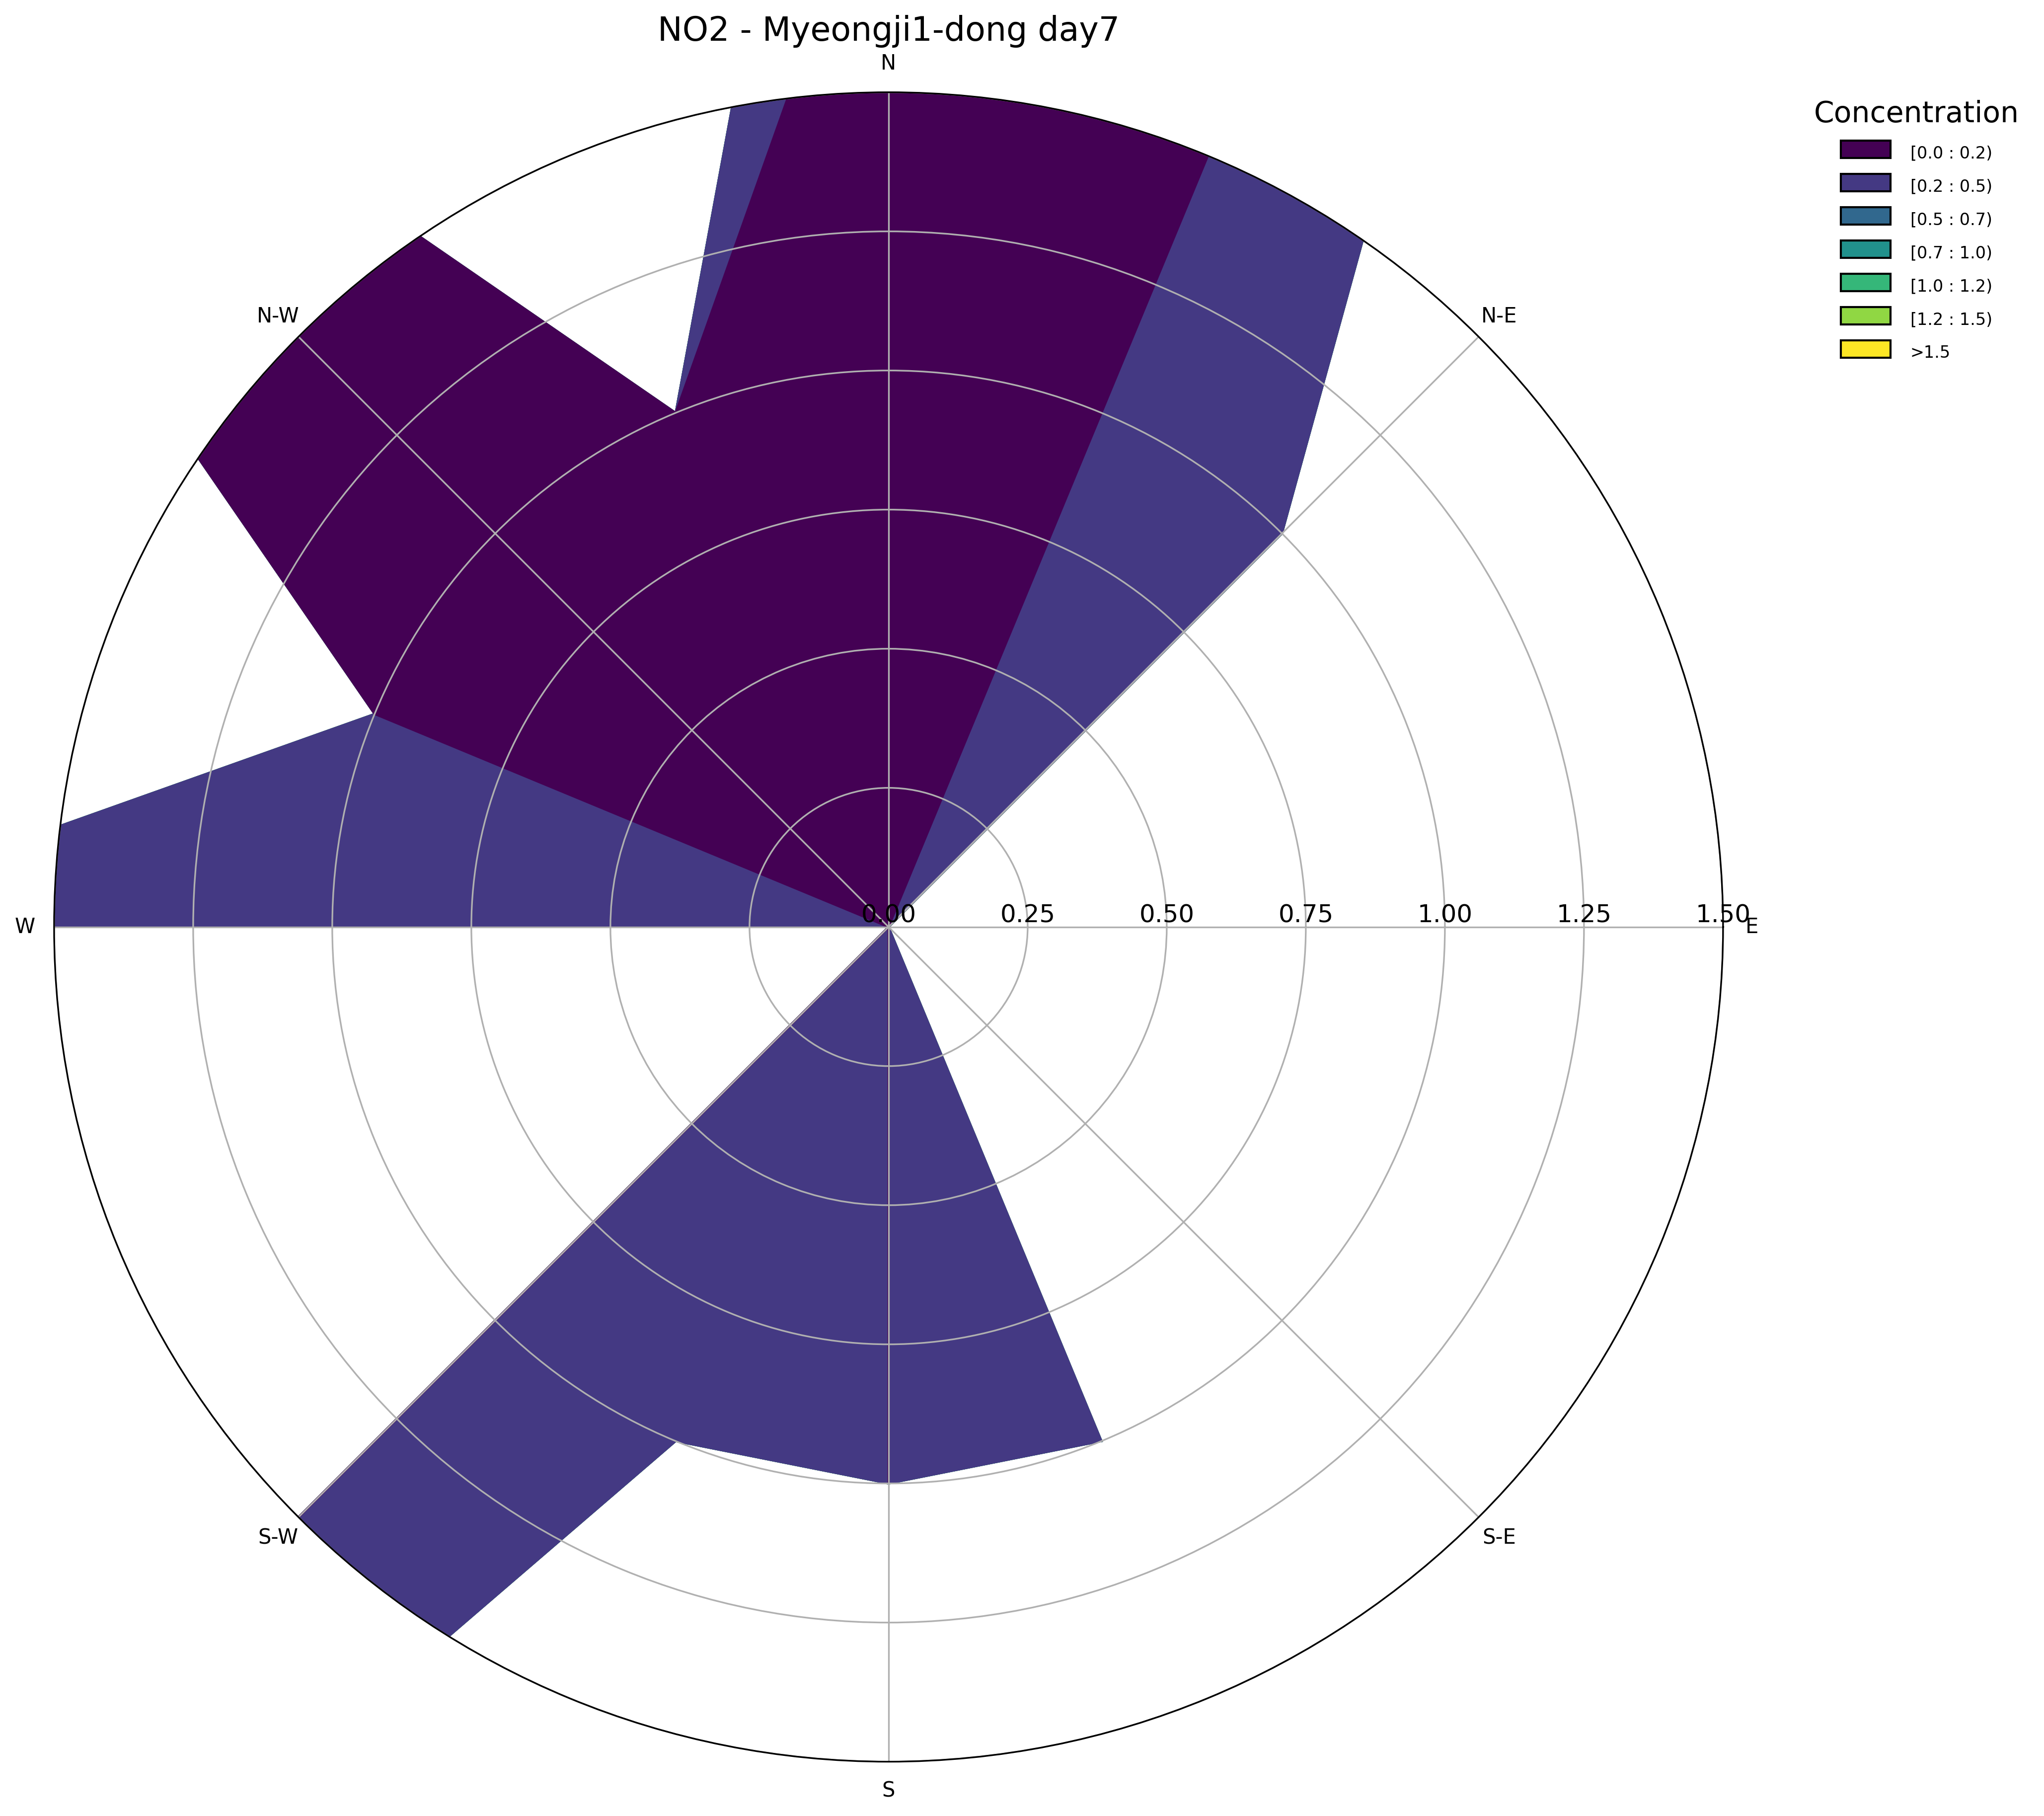 NO2 - Myeongji1-dong day7
N
Concentration
[0.0 : 0.2)
[0.2 : 0.5)
[0.5 : 0.7)
[0.7 : 1.0)
[1.0 : 1.2)
[1.2 : 1.5)
>1.5
N-W
N-E
W
0.00 0.25 0.50 0.75 1.00 1.25 1.50
E
S-W
S-E
S